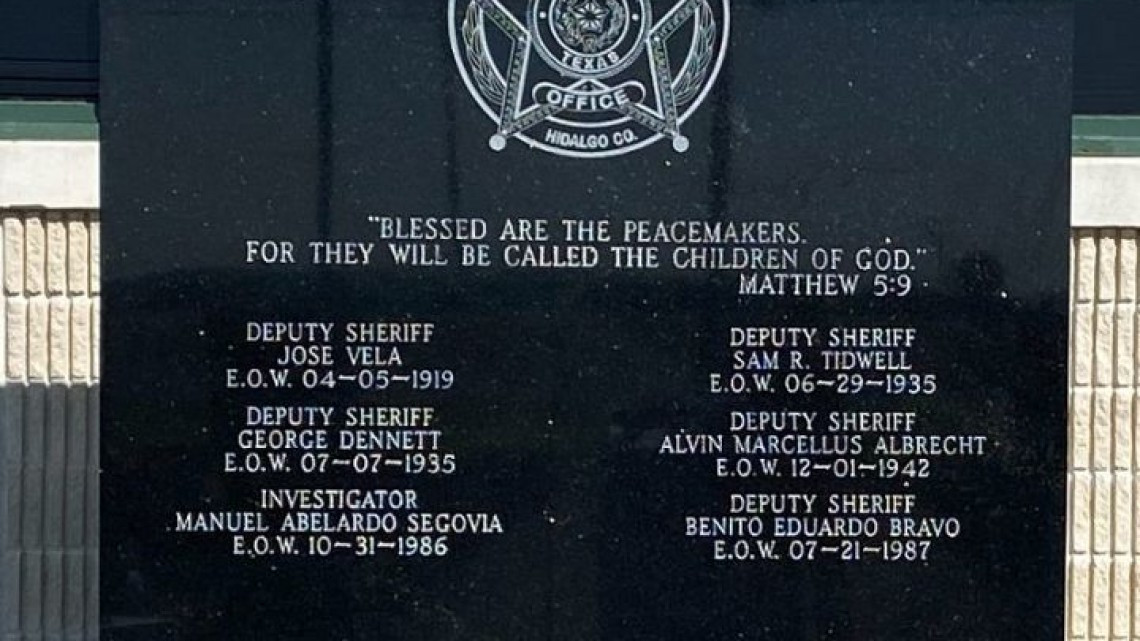 TEXAS
OFFICE
HIDALGO CO.
"BLESSED ARE THE PEACEMAKERS.
FOR THEY WILL BE CALLED THE CHILDREN OF GOD."
MATTHEW 5:9
DEPUTY SHERIFF
JOSE VELA
E.O.W. 04-05-1919
DEPUTY SHERIFF
GEORGE DENNETT
E.O.W. 07-07-1935
INVESTIGATOR
MANUEL ABELARDO SEGOVIA
E.O.W. 10-31-1986
DEPUTY SHERIFF
SAM R. TIDWELL
E.O.W. 06-29-1935
DEPUTY SHERIFF
ALVIN MARCELLUS ALBRECHT
E.O.W. 12-01-1942
DEPUTY SHERIFF
BENITO EDUARDO BRAVO
E.O.W. 07-21-1987